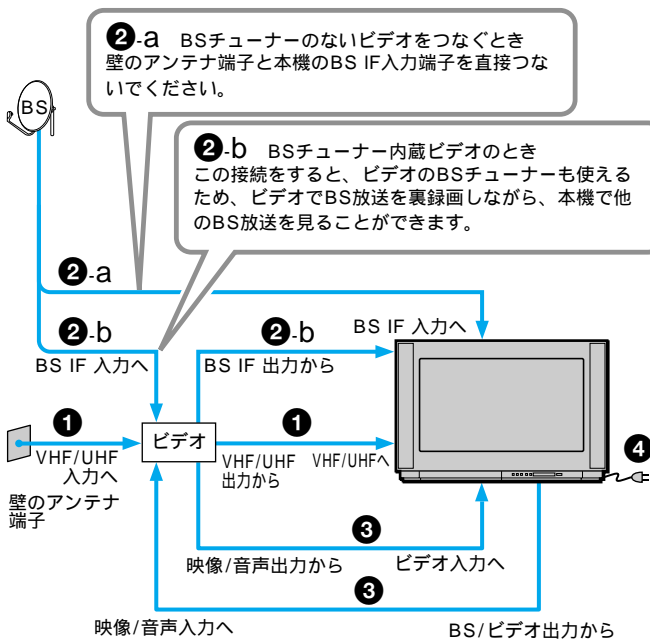 ❷-a BSチューナーのないビデオをつなぐとき
壁のアンテナ端子と本機のBS IF入力端子を直接つな
いでください。
BS
❷-b BSチューナー内蔵ビデオのとき
この接続をすると、ビデオのBSチューナーも使える
ため、ビデオでBS放送を裏録画しながら、本機で他
のBS放送を見ることができます。
❷-a
❷-b
❷-b
BS IF 入力へ
BS IF 入力へ
BS IF 出力から
❶
ビデオ
❶
❹
VHF/UHF
入力へ
VHF/UHF
出力から
VHF/UHFへ
壁のアンテナ
端子
❸
映像/音声出力から
ビデオ入力へ
❸
映像/音声入力へ
BS/ビデオ出力から